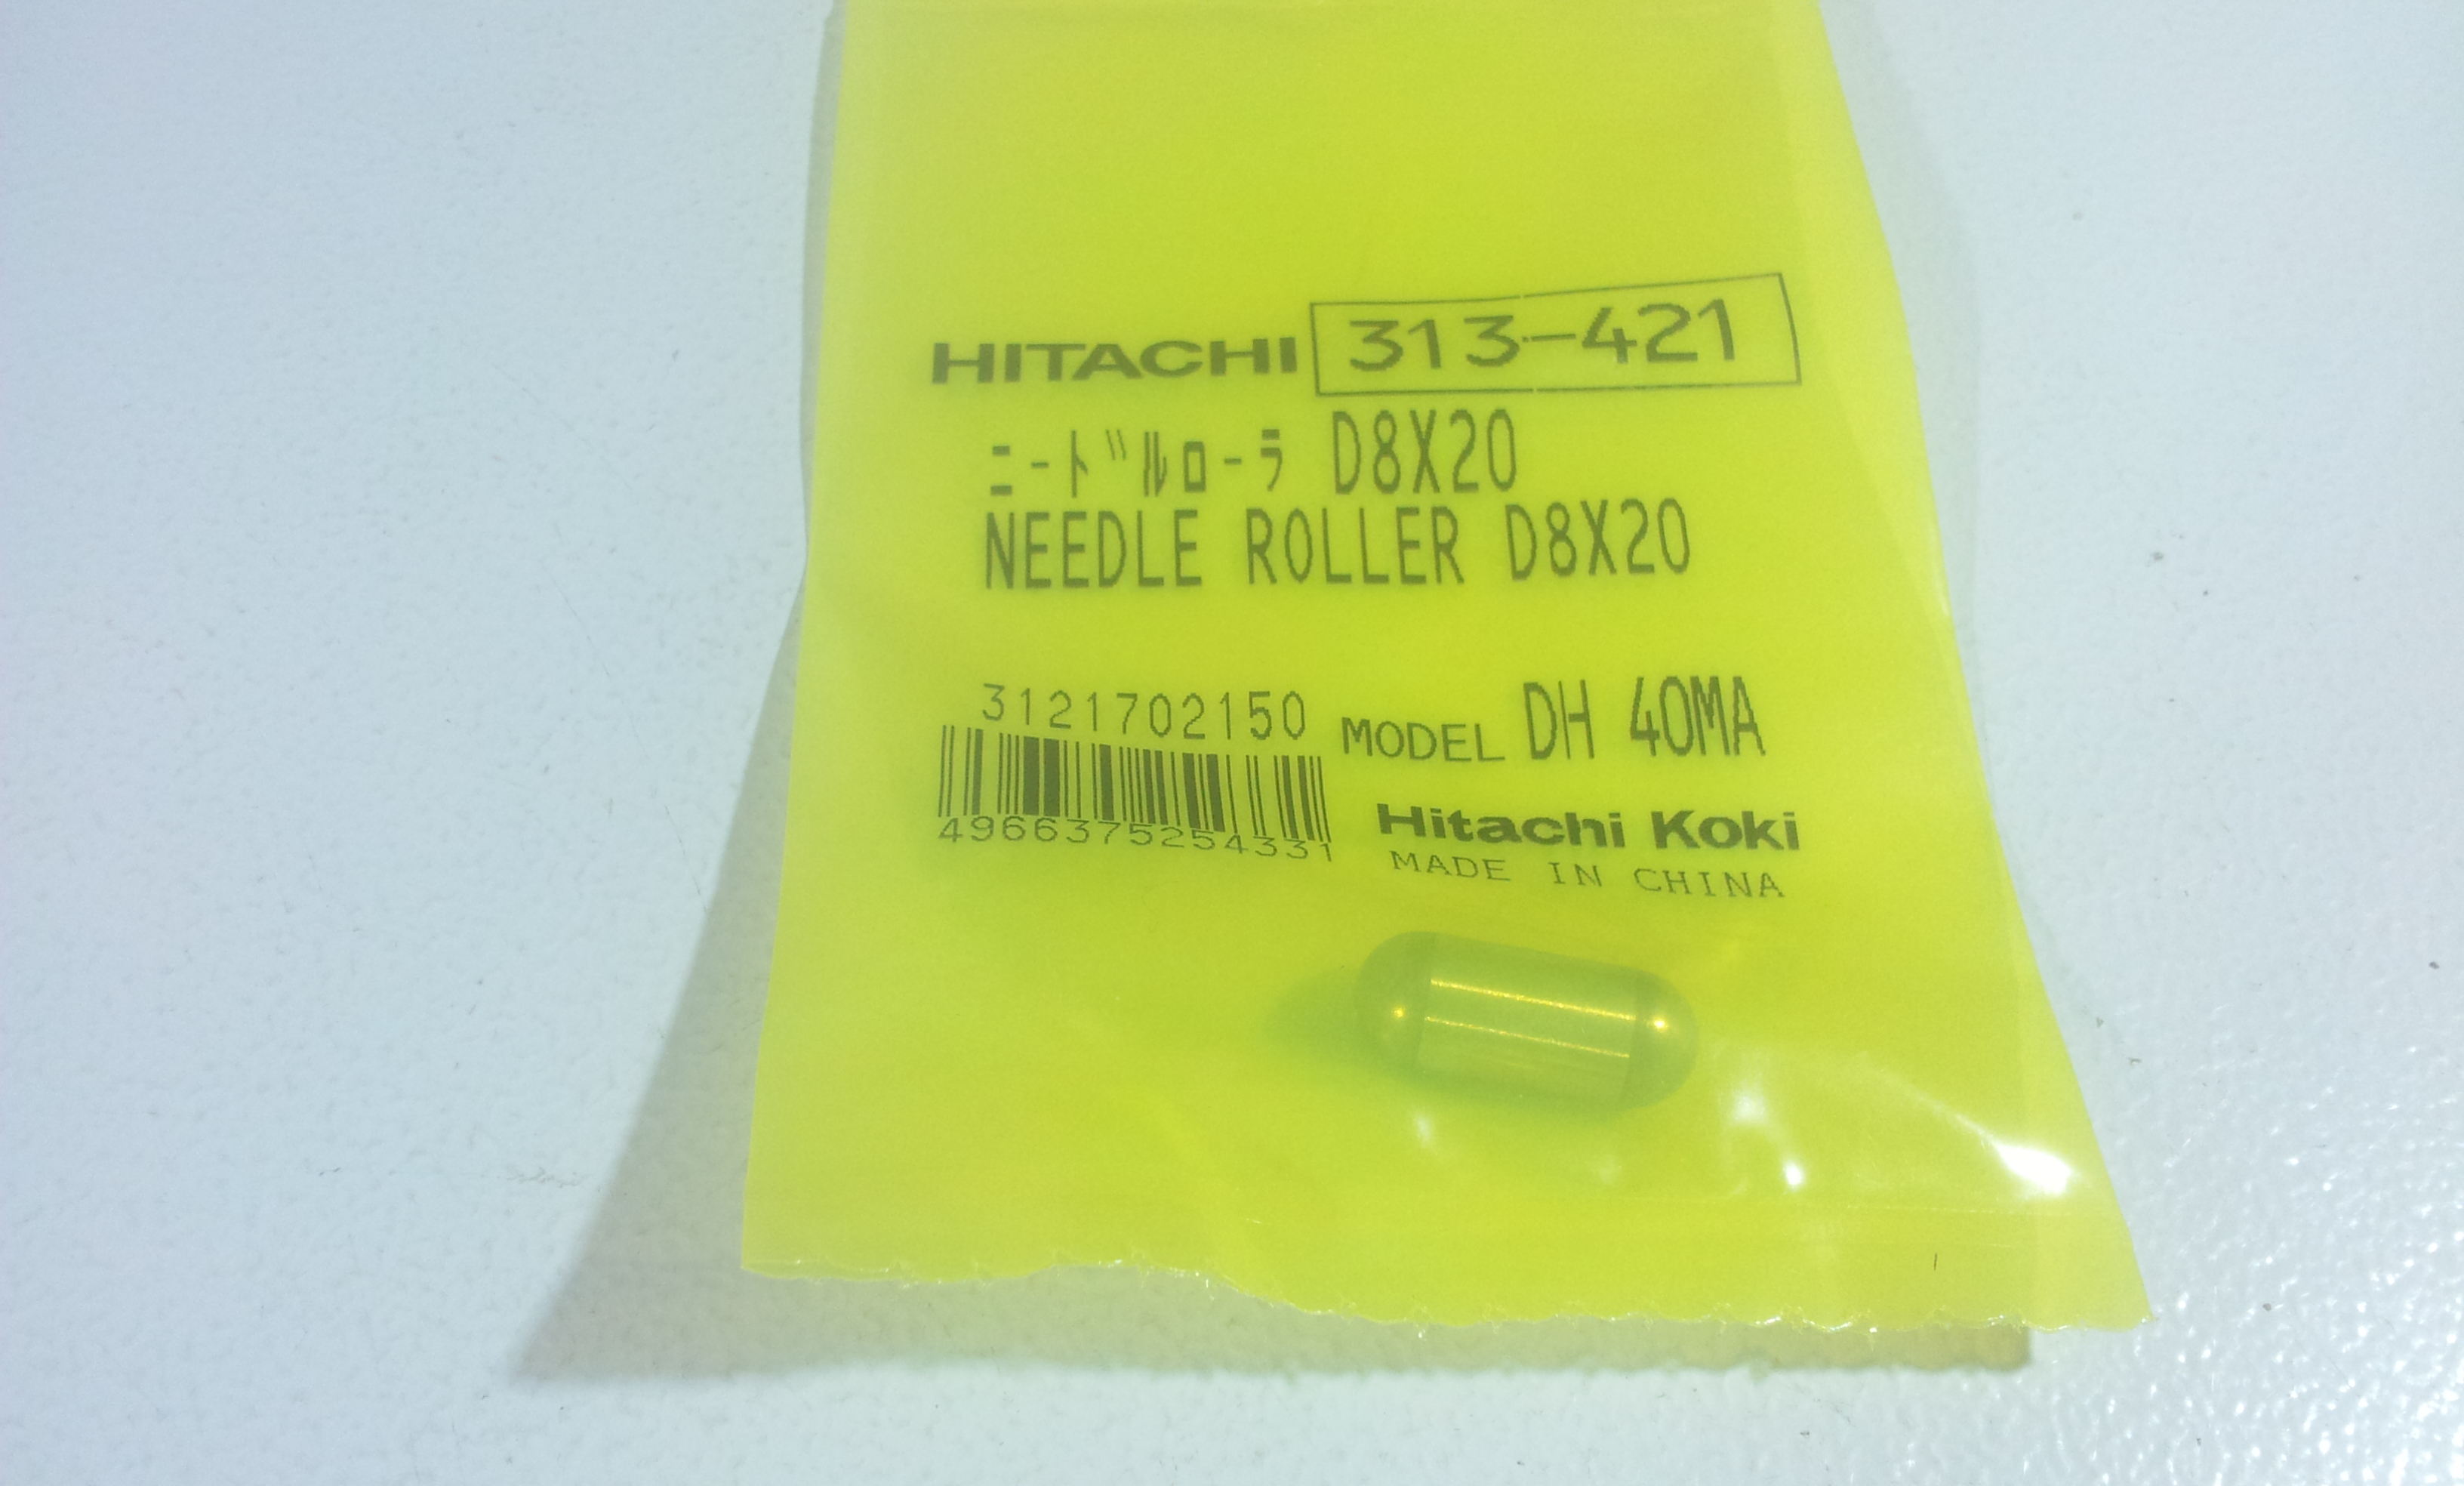 HITACHI 313-421
ﾆｰﾄﾞﾙﾛｰﾗ D8X20
NEEDLE ROLLER D8X20
3121702150
MODEL DH 40MA
4966375254331
Hitachi Koki
MADE IN CHINA